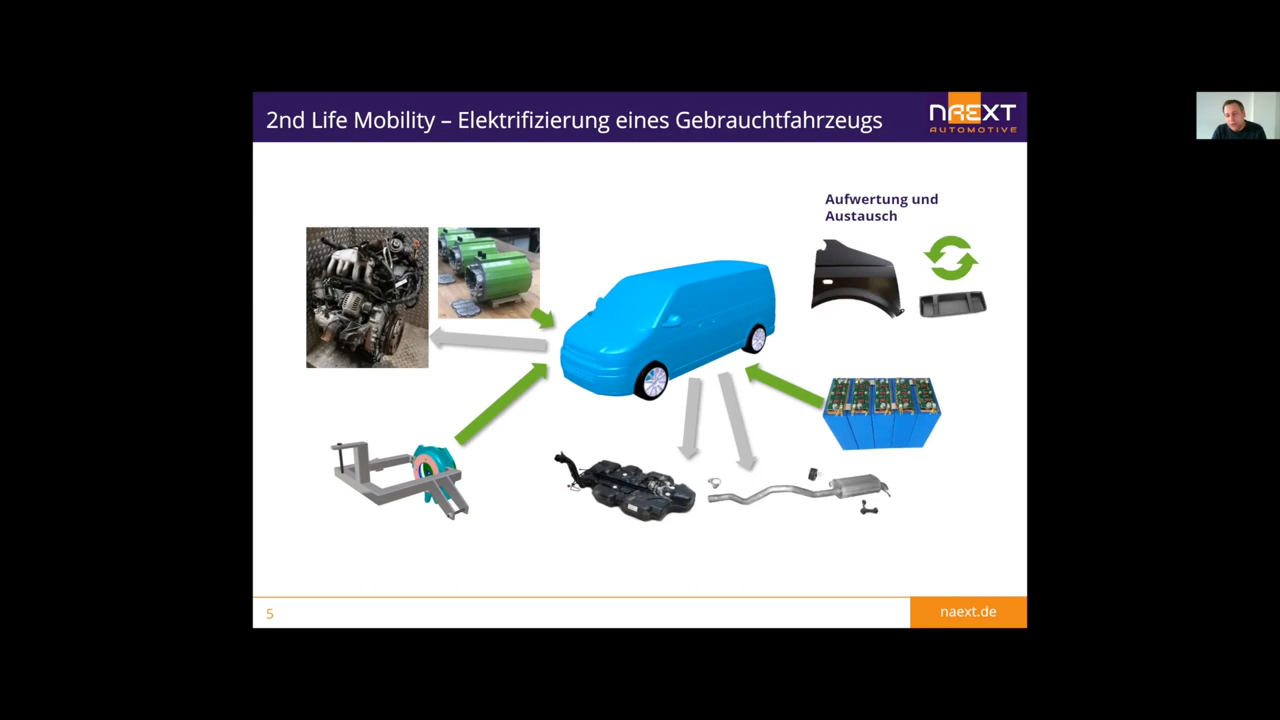 2nd Life Mobility – Elektrifizierung eines Gebrauchtfahrzeugs
NAEXT
AUTOMOTIVE
Aufwertung und
Austausch
5
naext.de